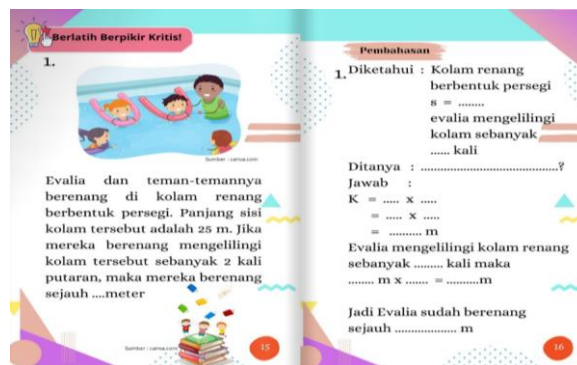 Berlatih Berpikir Kritis!
1.
Sumber : canva.com
Evalia dan teman-temannya
berenang di kolam renang
berbentuk persegi. Panjang sisi
kolam tersebut adalah 25 m. Jika
mereka berenang mengelilingi
kolam tersebut sebanyak 2 kali
putaran, maka mereka berenang
sejauh ....meter
Sumber : canva.com
15
Pembahasan
1. Diketahui : Kolam renang
berbentuk persegi
s = ........
evalia mengelilingi
kolam sebanyak
...... kali
Ditanya : ..........................................?
Jawab :
K = ..... x .....
= ..... x .....
= .......... m
Evalia mengelilingi kolam renang
sebanyak ......... kali maka
........ m x ....... = ..........m
Jadi Evalia sudah berenang
sejauh ................... m
16